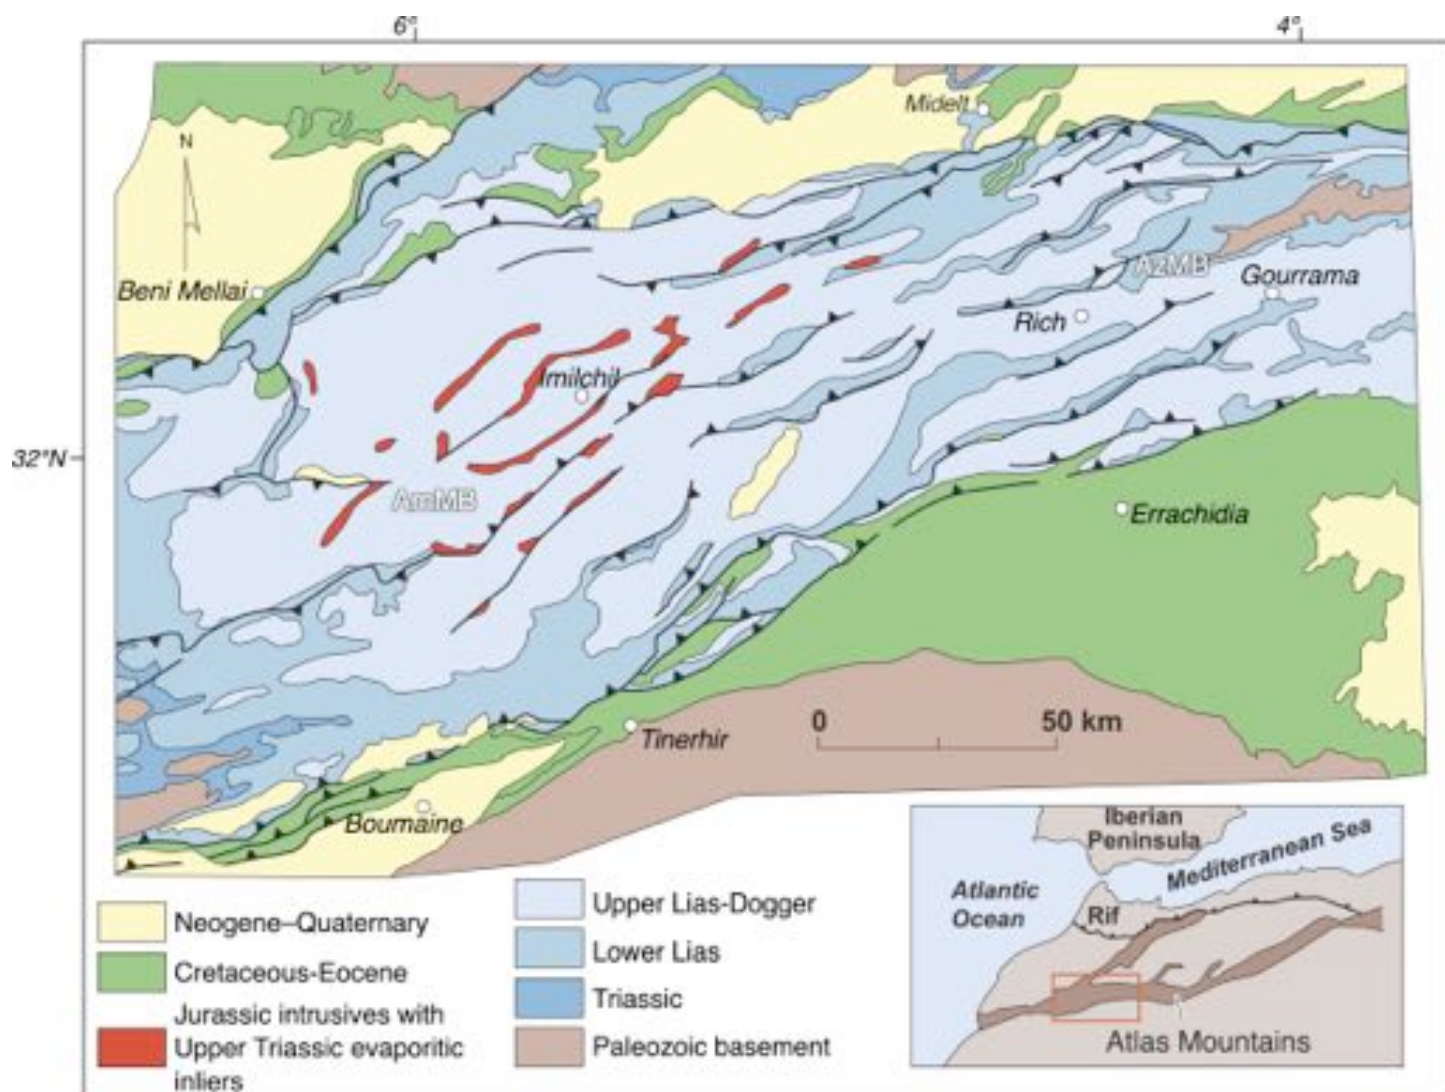 6°
4°
Midelt
N
Beni Mellai
AzMB
Gourrama
Rich
Imilchil
32°N
AmMB
Errachidia
0
50 km
Tinerhir
Boumaine
Iberian
Peninsula
Mediterranean Sea
Atlantic
Ocean
Rif
Atlas Mountains
Neogene–Quaternary
Cretaceous-Eocene
Jurassic intrusives with
Upper Triassic evaporitic
inliers
Upper Lias-Dogger
Lower Lias
Triassic
Paleozoic basement